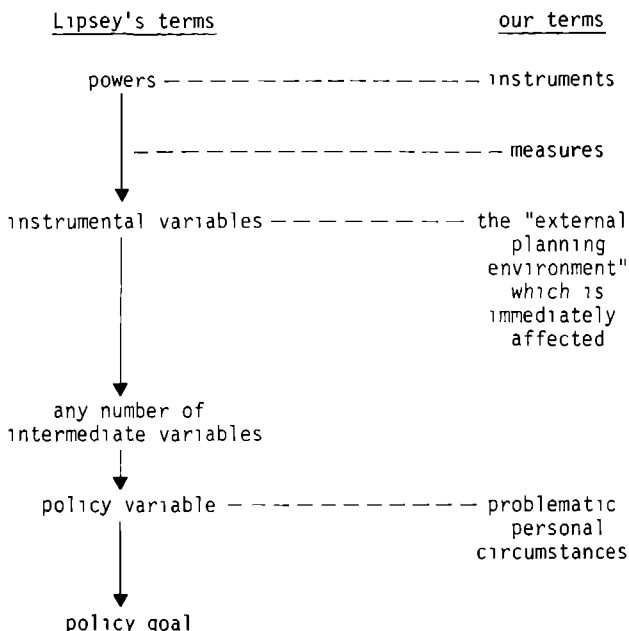 Lipsey's terms our terms
powers instruments
measures
instrumental variables the "external
planning
environment"
which is
immediately
affected
any number of
intermediate variables
policy variable problematic
personal
circumstances
policy goal